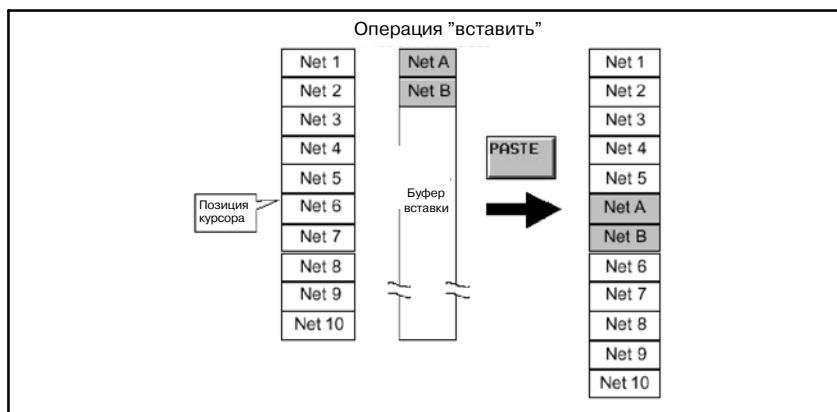 Операция "вставить"
Net 1
Net 2
Net 3
Net 4
Net 5
Net 6
Net 7
Net 8
Net 9
Net 10
Позиция
курсора
Net A
Net B
Буфер
вставки
PASTE
Net 1
Net 2
Net 3
Net 4
Net 5
Net A
Net B
Net 6
Net 7
Net 8
Net 9
Net 10